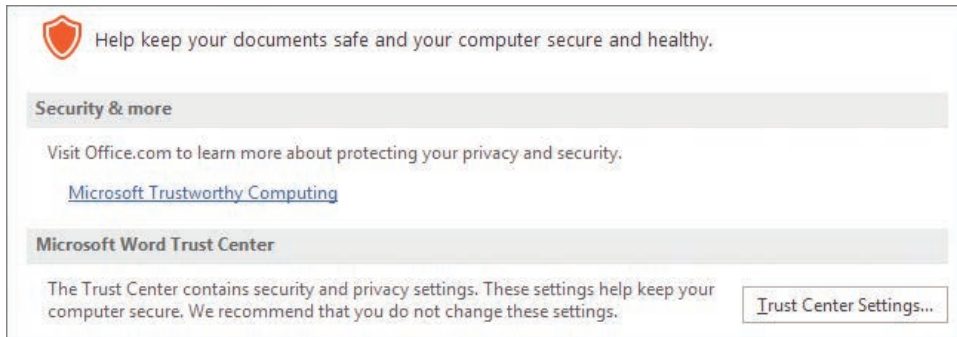 Help keep your documents safe and your computer secure and healthy.
Security & more
Visit Office.com to learn more about protecting your privacy and security.
Microsoft Trustworthy Computing
Microsoft Word Trust Center
The Trust Center contains security and privacy settings. These settings help keep your
computer secure. We recommend that you do not change these settings.
Trust Center Settings...